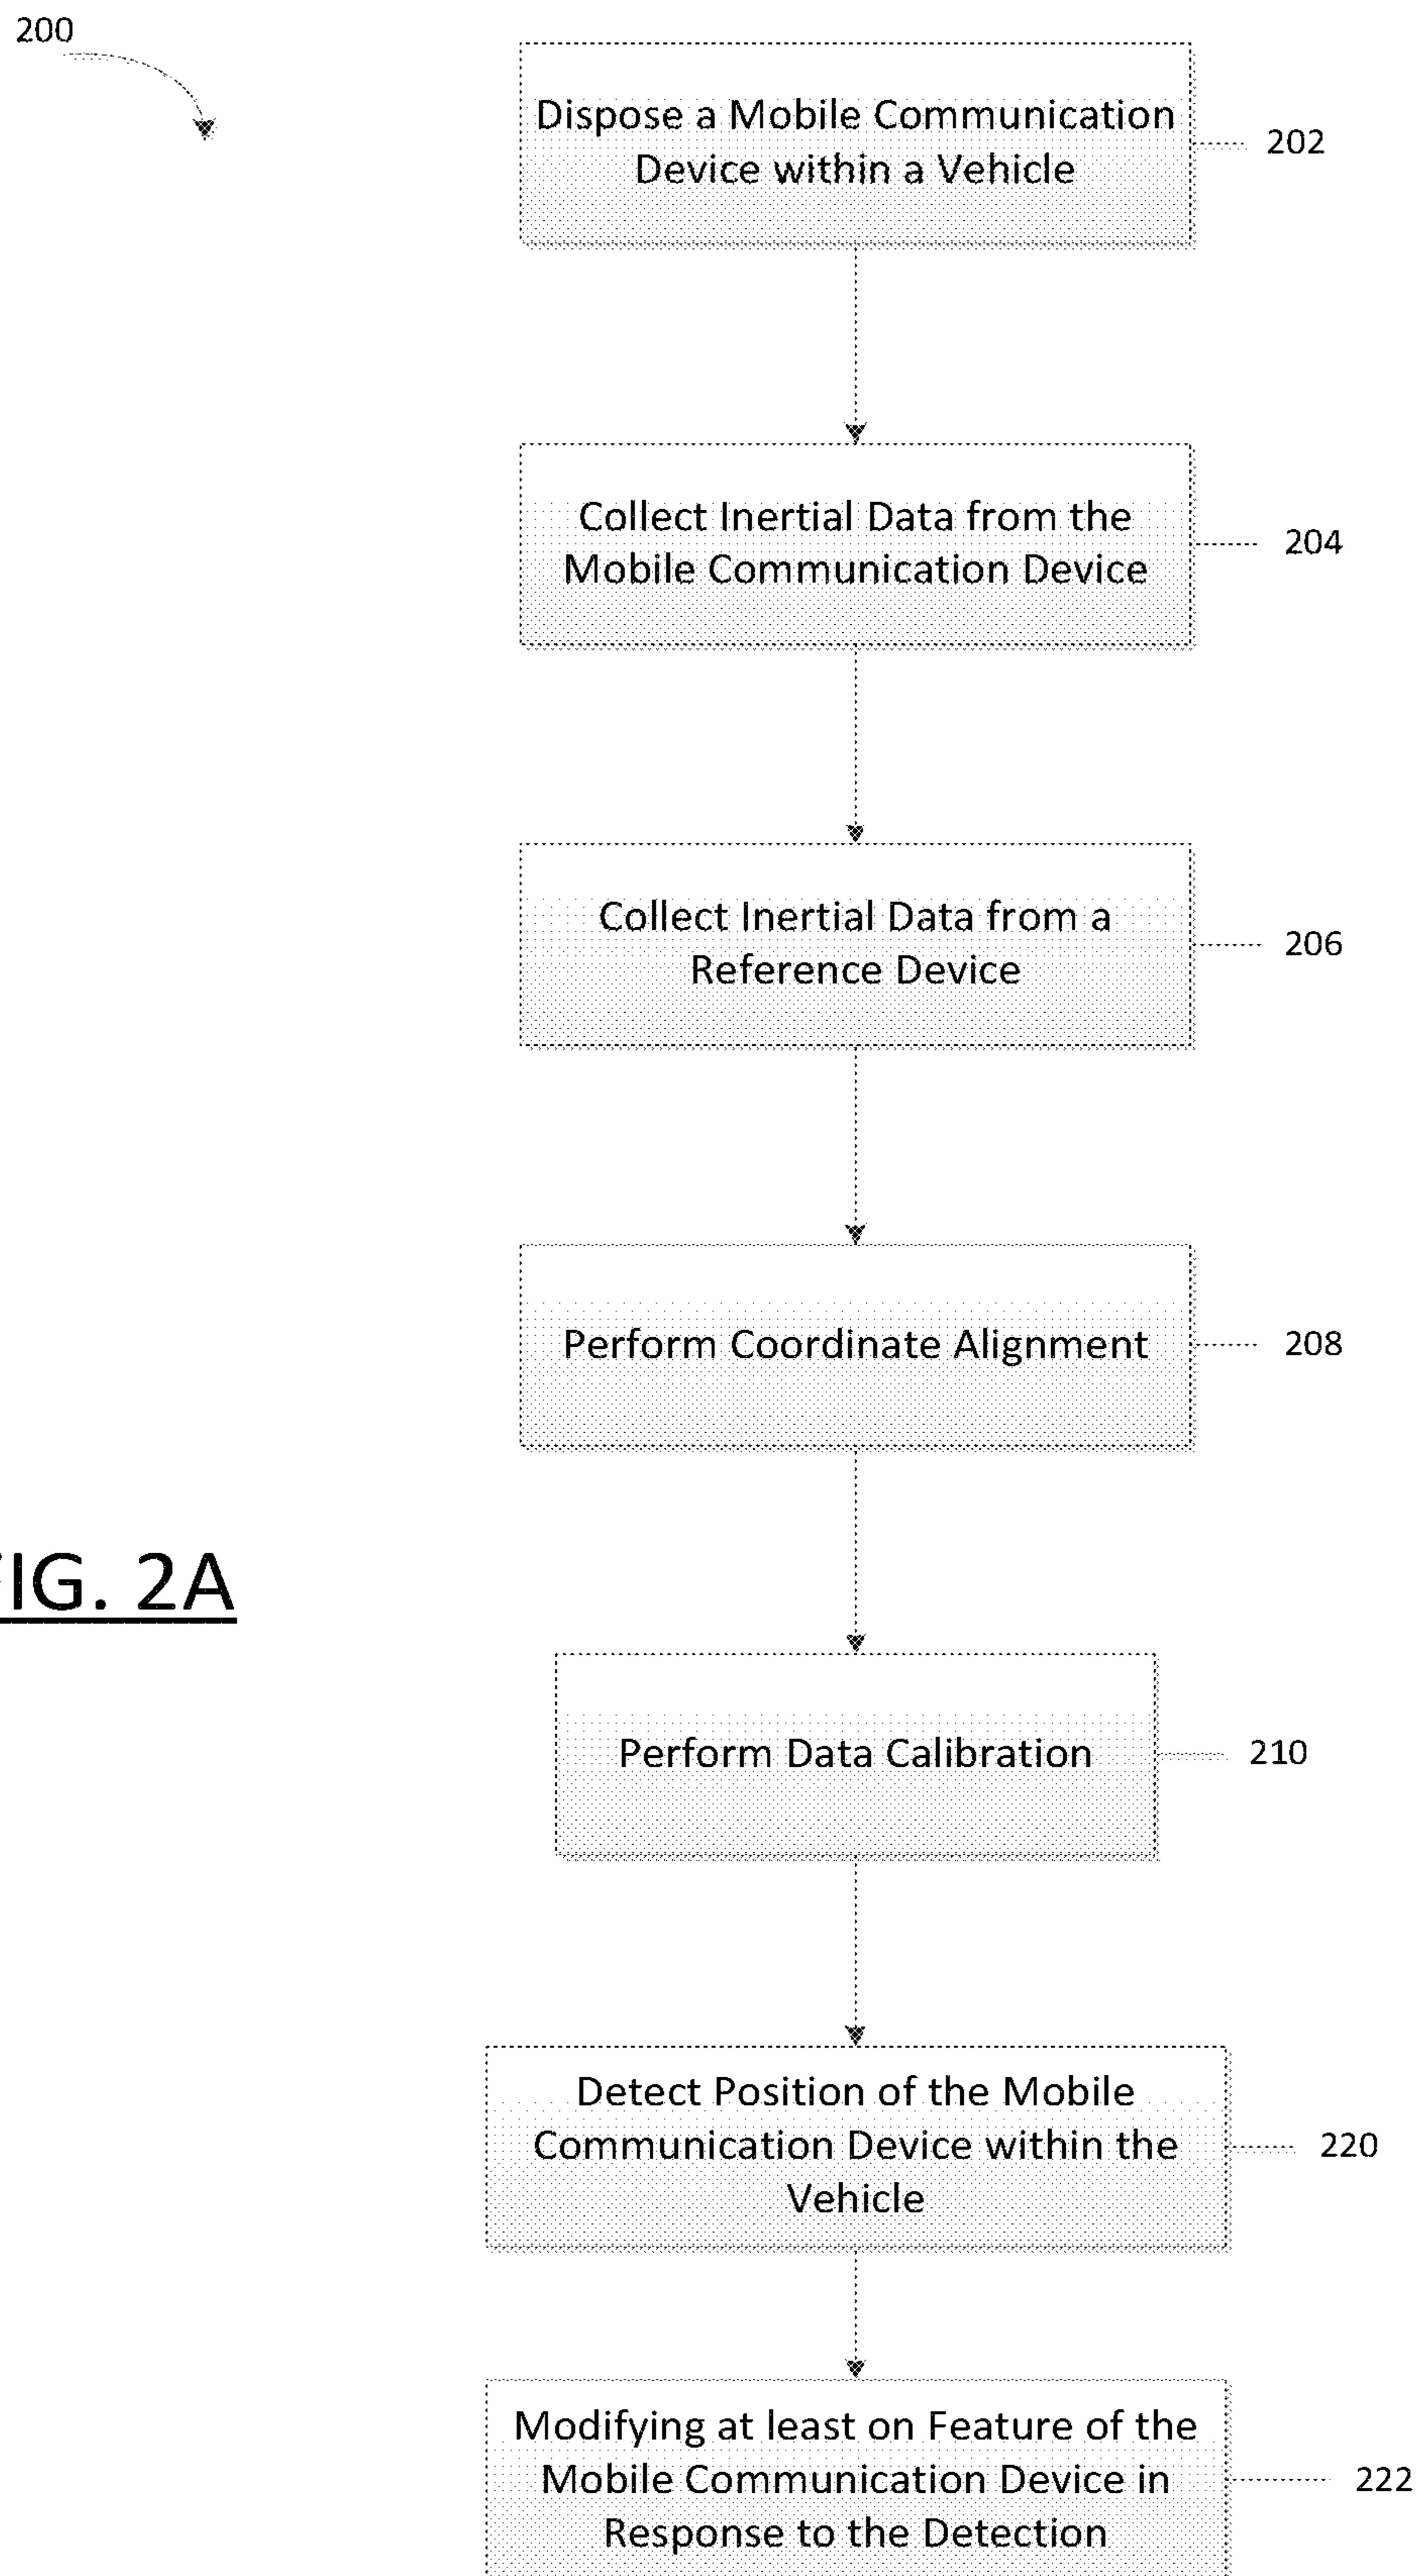 200
Dispose a Mobile Communication
Device within a Vehicle
202
Collect Inertial Data from the
Mobile Communication Device
204
Collect Inertial Data from a
Reference Device
206
Perform Coordinate Alignment
208
FIG. 2A
Perform Data Calibration
210
Detect Position of the Mobile
Communication Device within the
Vehicle
220
Modifying at least on Feature of the
Mobile Communication Device in
Response to the Detection
222